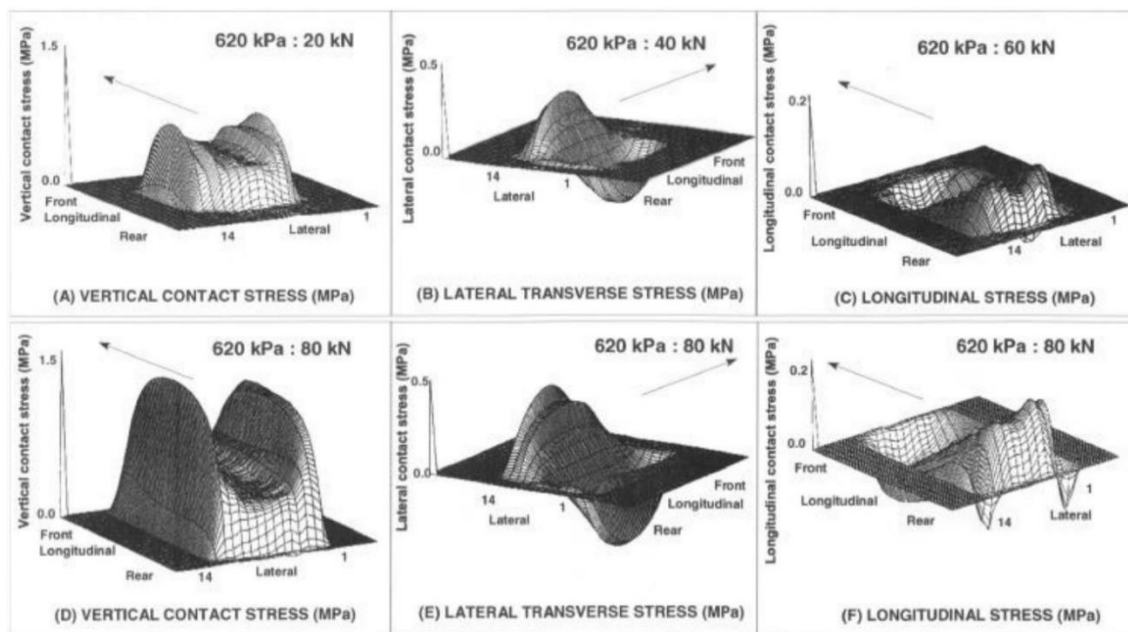 620 kPa : 20 kN
Vertical contact stress (MPa)
1.5
0.0
Front
Longitudinal
Rear
14
Lateral
1
(A) VERTICAL CONTACT STRESS (MPa)
620 kPa : 40 kN
Lateral contact stress (MPa)
0.5
0.0
14
Lateral
1
Front
Longitudinal
Rear
(B) LATERAL TRANSVERSE STRESS (MPa)
620 kPa : 60 kN
Longitudinal contact stress (MPa)
0.2
0.0
Front
Longitudinal
Rear
14
Lateral
1
(C) LONGITUDINAL STRESS (MPa)
620 kPa : 80 kN
Vertical contact stress (MPa)
1.5
0.0
Front
Longitudinal
Rear
14
Lateral
1
(D) VERTICAL CONTACT STRESS (MPa)
620 kPa : 80 kN
Lateral contact stress (MPa)
0.5
0.0
14
Lateral
1
Front
Longitudinal
Rear
(E) LATERAL TRANSVERSE STRESS (MPa)
620 kPa : 80 kN
Longitudinal contact stress (MPa)
0.2
0.0
Front
Longitudinal
Rear
14
Lateral
1
(F) LONGITUDINAL STRESS (MPa)